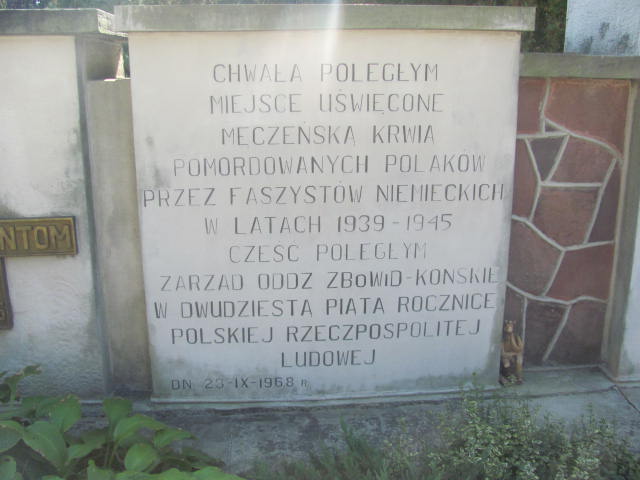 CHWAŁA POLEGŁYM
MIEJSCE UŚWIĘCONE
MĘCZEŃSKĄ KRWIĄ
POMORDOWANYCH POLAKÓW
PRZEZ FASZYSTÓW NIEMIECKICH
W LATACH 1939-1945
CZEŚĆ POLEGŁYM
ZARZĄD ODDZ ZBOWiD-KOŃSKIE
W DWUDZIESTĄ PIĄTĄ ROCZNICĘ
POLSKIEJ RZECZPOSPOLITEJ
LUDOWEJ
DN 23-IX-1968 R
NTOM